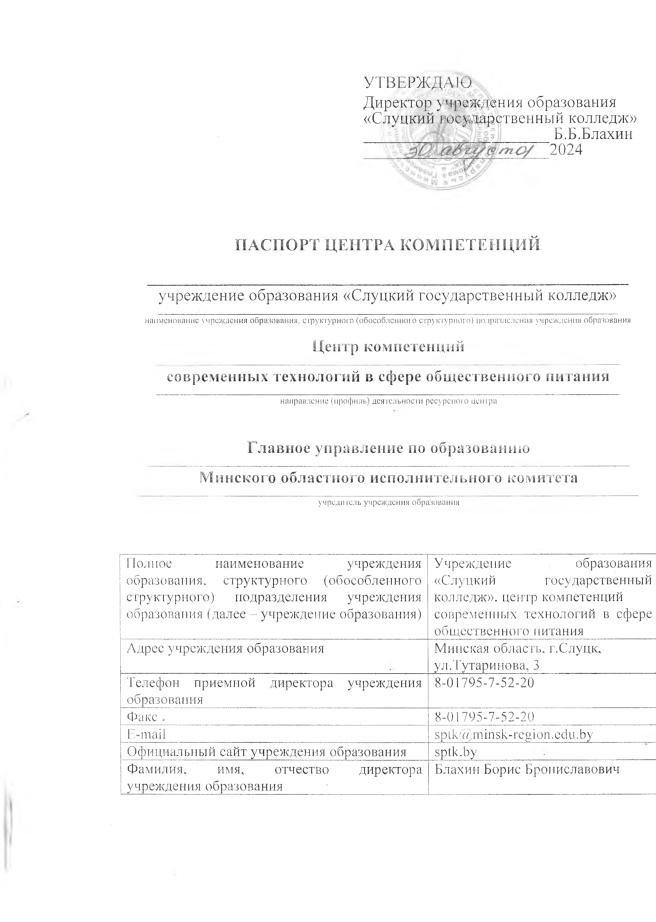 УТВЕРЖДАЮ
Директор учреждения образования
«Слуцкий государственный колледж»
Б.Б.Блахин
30 августа 2024
ПАСПОРТ ЦЕНТРА КОМПЕТЕНЦИЙ
учреждение образования «Слуцкий государственный колледж»
наименование учреждения образования, структурного (обособленного структурного) подразделения учреждения образования
Центр компетенций
современных технологий в сфере общественного питания
направление (профиль) деятельности ресурсного центра
Главное управление по образованию
Минского областного исполнительного комитета
учредитель учреждения образования
Полное наименование учреждения
образования, структурного (обособленного
структурного) подразделения учреждения
образования (далее – учреждение образования)
Учреждение образования
«Слуцкий государственный
колледж», центр компетенций
современных технологий в сфере
общественного питания
Адрес учреждения образования
Минская область, г.Слуцк,
ул.Тутаринова, 3
Телефон приемной директора учреждения
образования
8-01795-7-52-20
Факс
8-01795-7-52-20
E-mail
sptk@minsk-region.edu.by
Официальный сайт учреждения образования
sptk.by
Фамилия, имя, отчество директора
учреждения образования
Блахин Борис Брониславович